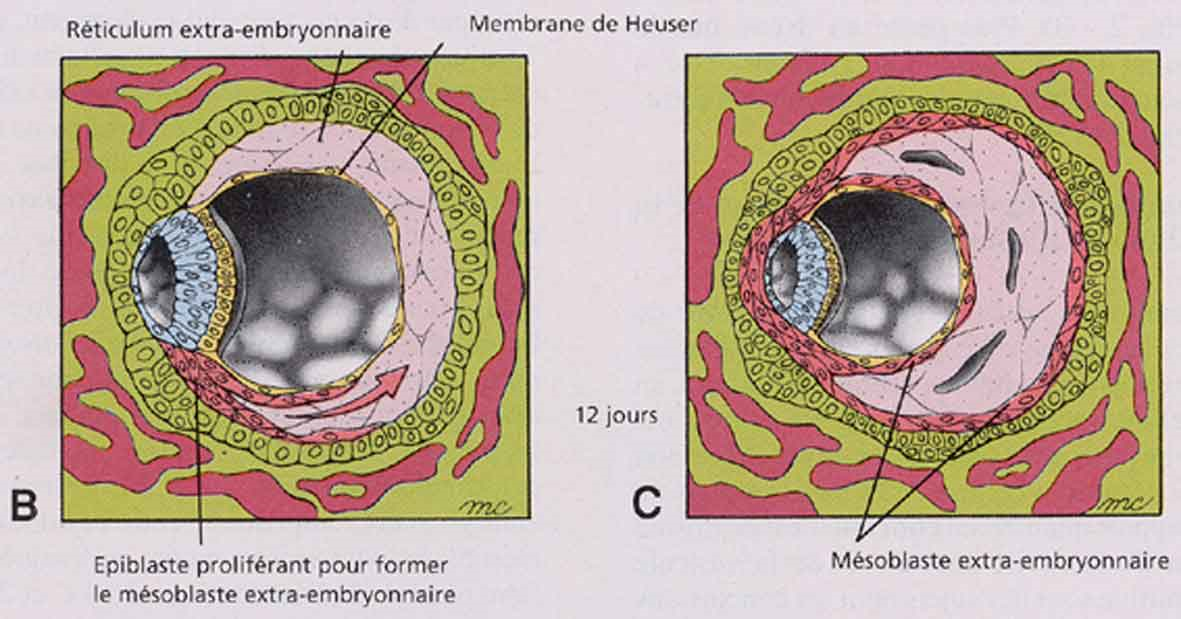 Réticulum extra-embryonnaire
Membrane de Heuser
12 jours
B
mc
C
mc
Epiblaste proliférant pour former
le mésoblaste extra-embryonnaire
Mésoblaste extra-embryonnaire